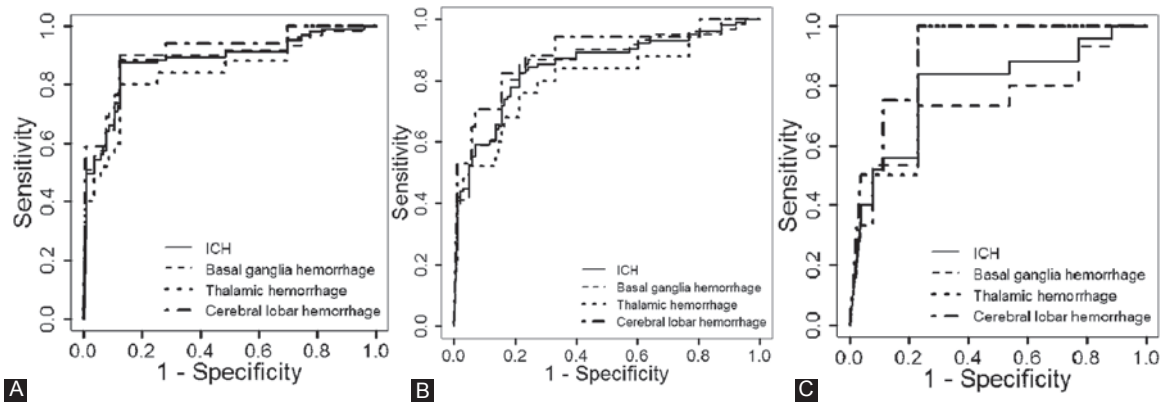 1.0
0.8
0.6
0.4
0.2
0.0
Sensitivity
ICH
Basal ganglia hemorrhage
Thalamic hemorrhage
Cerebral lobar hemorrhage
0.0 0.2 0.4 0.6 0.8 1.0
1 - Specificity
A
1.0
0.8
0.6
0.4
0.2
0.0
Sensitivity
ICH
Basal ganglia hemorrhage
Thalamic hemorrhage
Cerebral lobar hemorrhage
0.0 0.2 0.4 0.6 0.8 1.0
1 - Specificity
B
1.0
0.8
0.6
0.4
0.2
0.0
Sensitivity
ICH
Basal ganglia hemorrhage
Thalamic hemorrhage
Cerebral lobar hemorrhage
0.0 0.2 0.4 0.6 0.8 1.0
1 - Specificity
C